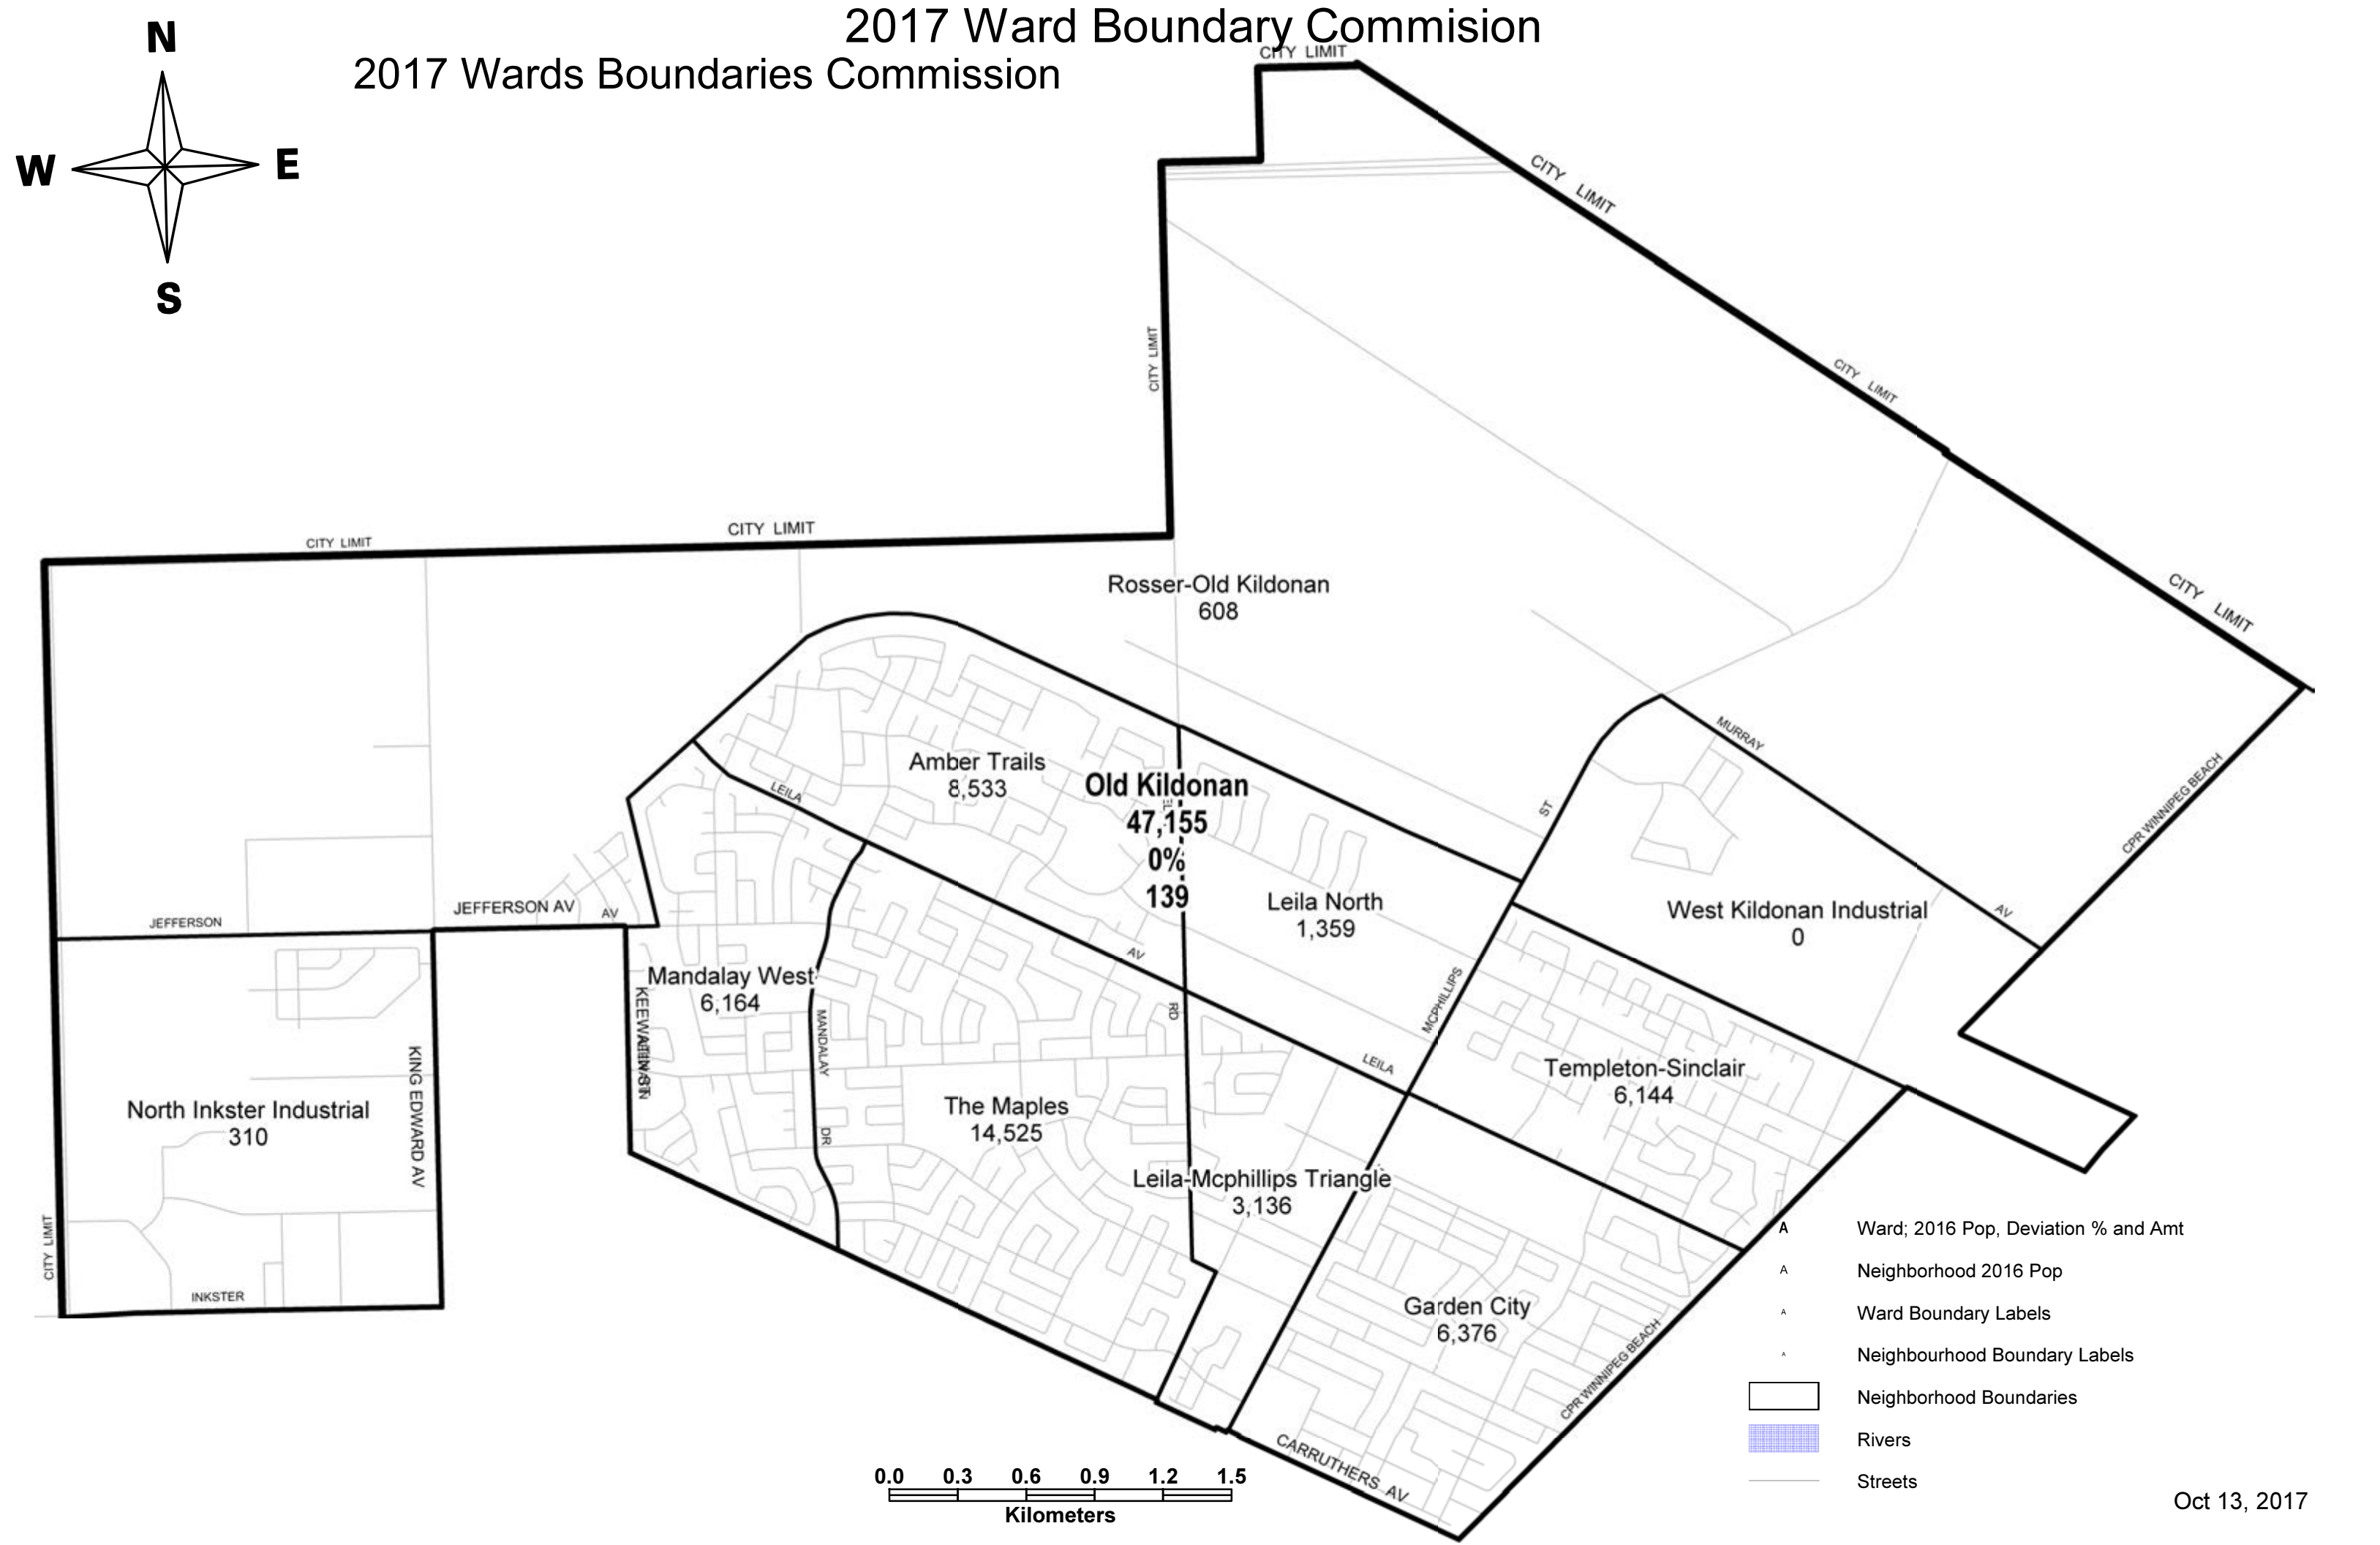 2017 Ward Boundary Commision
2017 Wards Boundaries Commission
N
W
E
S
CITY LIMIT
CITY LIMIT
CITY LIMIT
CITY LIMIT
CITY LIMIT
CITY LIMIT
CITY LIMIT
Rosser-Old Kildonan
608
MURRAY
AV
CPR WINNIPEG BEACH
Amber Trails
8,533
Old Kildonan
47,155
0%
139
LEILA
ST
Leila North
1,359
West Kildonan Industrial
0
JEFFERSON
JEFFERSON AV
AV
AV
Mandalay West
6,164
KEEWATIN ST
MANDALAY
DR
RD
MCPHILLIPS
LEILA
Templeton-Sinclair
6,144
KING EDWARD AV
North Inkster Industrial
310
The Maples
14,525
Leila-Mcphillips Triangle
3,136
CITY LIMIT
INKSTER
Garden City
6,376
CPR WINNIPEG BEACH
CARRUTHERS AV
A Ward; 2016 Pop, Deviation % and Amt
A Neighborhood 2016 Pop
A Ward Boundary Labels
A Neighbourhood Boundary Labels
Neighborhood Boundaries
Rivers
Streets
0.0 0.3 0.6 0.9 1.2 1.5
Kilometers
Oct 13, 2017